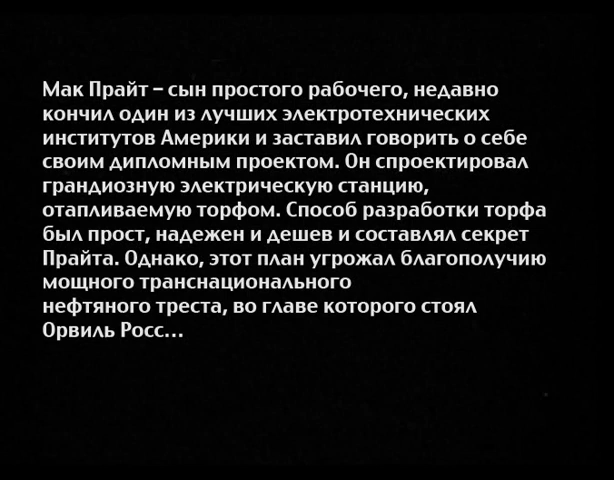 Мак Прайт – сын простого рабочего, недавно
кончил один из лучших электротехнических
институтов Америки и заставил говорить о себе
своим дипломным проектом. Он спроектировал
грандиозную электрическую станцию,
отапливаемую торфом. Способ разработки торфа
был прост, надежен и дешев и составлял секрет
Прайта. Однако, этот план угрожал благополучию
мощного транснационального
нефтяного треста, во главе которого стоял
Орвиль Росс...